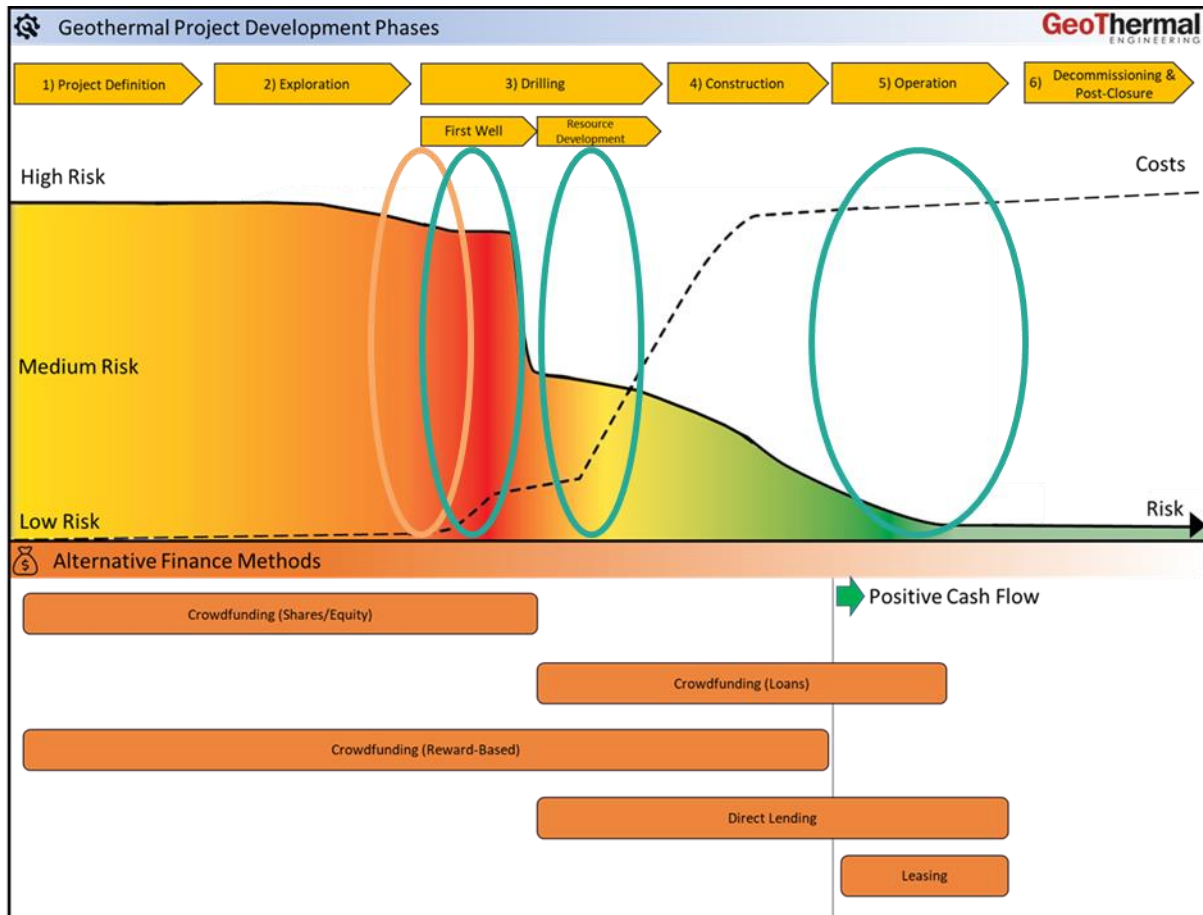 Geothermal Project Development Phases
GeoThermal
ENGINEERING
1) Project Definition
2) Exploration
3) Drilling
4) Construction
5) Operation
6) Decommissioning &
Post-Closure
First Well
Resource
Development
High Risk
Costs
Medium Risk
Low Risk
Risk
$
Alternative Finance Methods
Positive Cash Flow
Crowdfunding (Shares/Equity)
Crowdfunding (Loans)
Crowdfunding (Reward-Based)
Direct Lending
Leasing